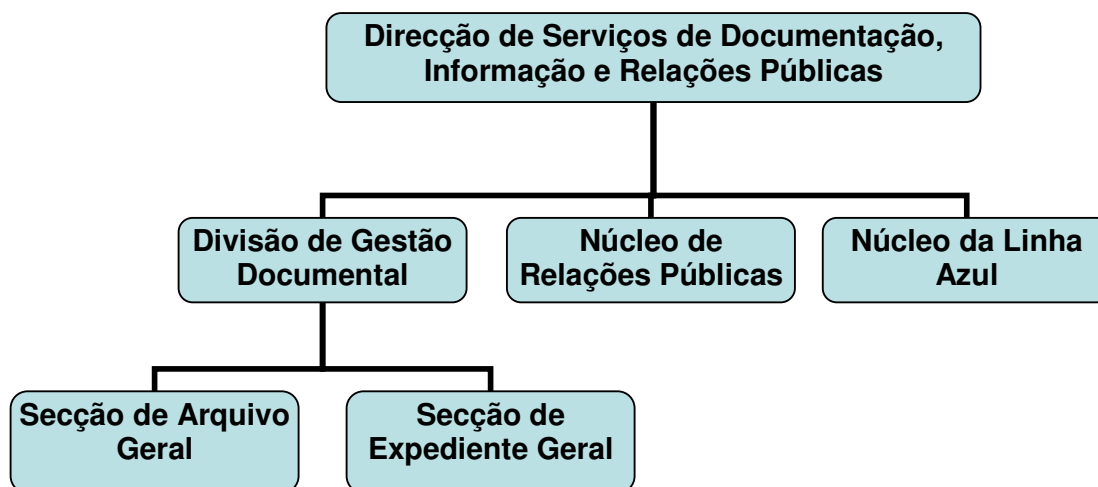 Direcção de Serviços de Documentação,
Informação e Relações Públicas
Divisão de Gestão
Documental
Núcleo de
Relações Públicas
Núcleo da Linha
Azul
Secção de Arquivo
Geral
Secção de
Expediente Geral